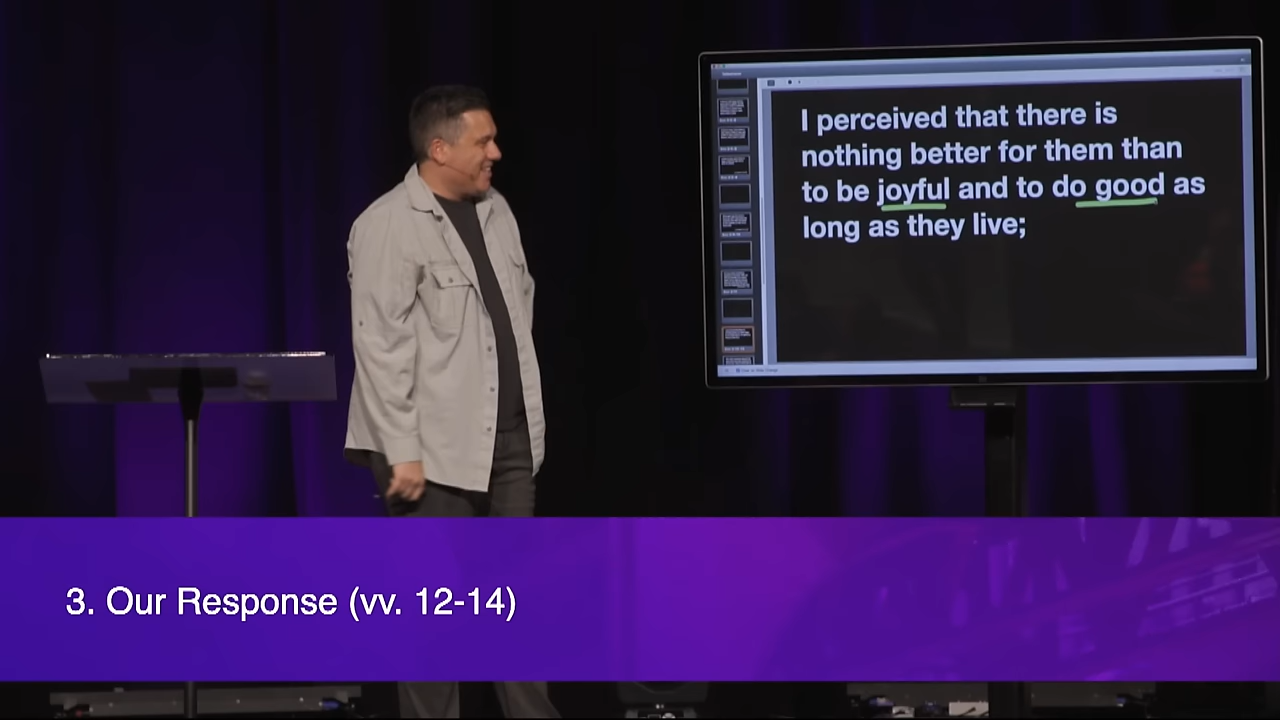 I perceived that there is
nothing better for them than
to be joyful and to do good as
long as they live;
3. Our Response (vv. 12-14)